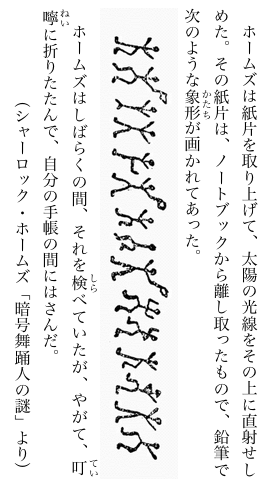 ホームズは紙片を取り上げて、太陽の光線をその上に直射せし
めた。その紙片は、ノートブックから離し取ったもので、鉛筆で
次のような象形が画かれてあった。
ホームズはしばらくの間、それを検べていたが、やがて、叮
嚀に折りたたんで、自分の手帳の間にはさんだ。
(シャーロック・ホームズ「暗号舞踊人の謎」より)